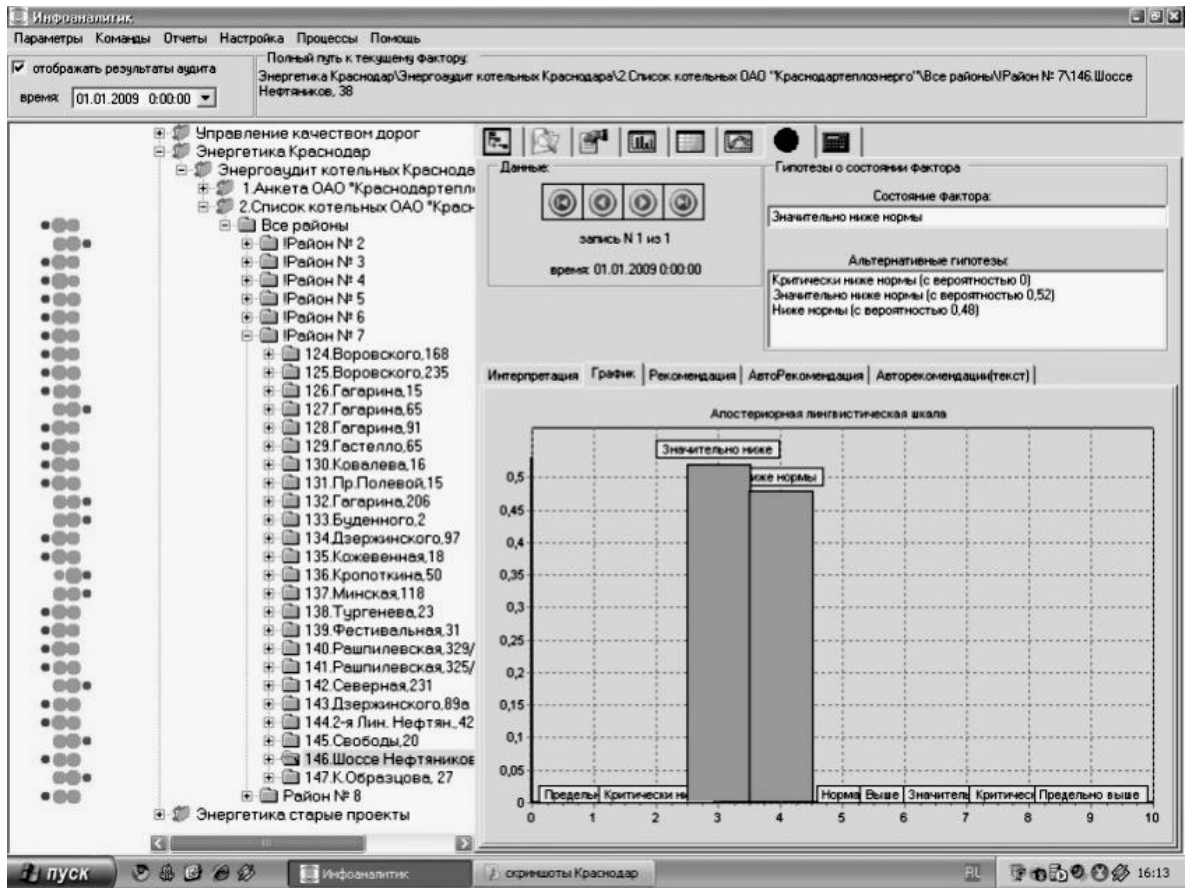 Инфоаналитик
Параметры Команды Отчеты Настройка Процессы Помощь
отображать результаты аудита
время: 01.01.2009 0:00:00
Полный путь к текущему фактору:
Энергетика Краснодар\Энергоаудит котельных Краснодара\2.Список котельных ОАО "Краснодартеплоэнерго"\Все районы\!Район № 7\146.Шоссе
Нефтяников, 38
Управление качеством дорог
Энергетика Краснодар
Энергоаудит котельных Краснода
1.Анкета ОАО "Краснодартепл
2.Список котельных ОАО "Красн
Все районы
!Район № 2
!Район № 3
!Район № 4
!Район № 5
!Район № 6
!Район № 7
124.Воровского,168
125.Воровского,235
126.Гагарина,15
127.Гагарина,65
128.Гагарина,91
129.Гастелло,65
130.Ковалева,16
131.Пр.Полевой,15
132.Гагарина,206
133.Буденного,2
134.Дзержинского,97
135.Кожевенная,18
136.Кропоткина,50
137.Минская,118
138.Тургенева,23
139.Фестивальная,31
140.Рашпилевская,329/
141.Рашпилевская,325/
142.Северная,231
143.Дзержинского,89а
144.2-я Лин. Нефтян.,42
145.Свободы,20
146.Шоссе Нефтяников
147.К.Образцова, 27
Район № 8
Энергетика старые проекты
Данные:
запись N 1 из 1
время: 01.01.2009 0:00:00
Гипотезы о состоянии фактора
Состояние фактора:
Значительно ниже нормы
Альтернативные гипотезы:
Критически ниже нормы (с вероятностью 0)
Значительно ниже нормы (с вероятностью 0,52)
Ниже нормы (с вероятностью 0,48)
Интерпретация График Рекомендация АвтоРекомендация Авторекомендации(текст)
Апостериорная лингвистическая шкала
Значительно ниже
иже нормы
0,5
0,45
0,4
0,35
0,3
0,25
0,2
0,15
0,1
0,05
0
Предельн Критически ни Норма Выше Значитель Критичес Предельно выше
0 1 2 3 4 5 6 7 8 9 10
пуск Инфоаналитик скриншоты Краснодар RU 16:13